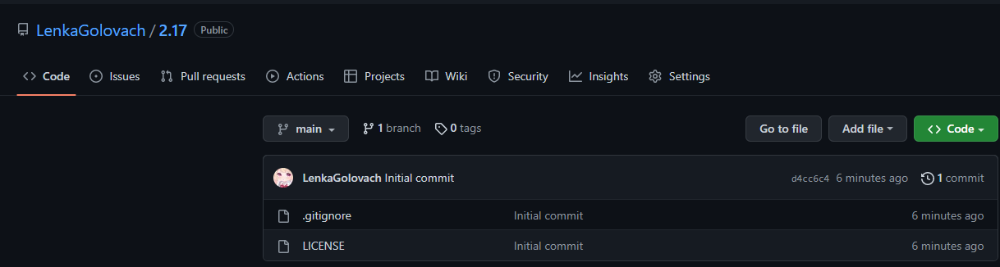 LenkaGolovach / 2.17 Public
Code Issues Pull requests Actions Projects Wiki Security Insights Settings
main 1 branch 0 tags Go to file Add file Code
LenkaGolovach Initial commit d4cc6c4 6 minutes ago 1 commit
.gitignore Initial commit 6 minutes ago
LICENSE Initial commit 6 minutes ago